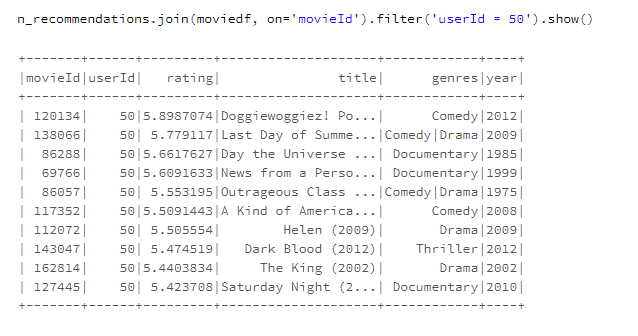 n_recommendations.join(moviedf, on='movieId').filter('userId = 50').show()
+-------+------+---------+--------------------+------------+----+
|movieId|userId|   rating|               title|      genres|year|
+-------+------+---------+--------------------+------------+----+
| 120134|    50|5.8987074|Doggiewoggiez! Po...|      Comedy|2012|
| 138066|    50| 5.779117|Last Day of Summe...|Comedy|Drama|2009|
|  86288|    50|5.6617627|Day the Universe ...| Documentary|1985|
|  69766|    50|5.6091633|News from a Perso...| Documentary|1999|
|  86057|    50| 5.553195|Outrageous Class ...|Comedy|Drama|1975|
| 117352|    50|5.5091443|A Kind of America...|      Comedy|2008|
| 112072|    50| 5.505554|        Helen (2009)|       Drama|2009|
| 143047|    50| 5.474519|   Dark Blood (2012)|    Thriller|2012|
| 162814|    50|5.4403834|     The King (2002)|       Drama|2002|
| 127445|    50| 5.423708|Saturday Night (2...| Documentary|2010|
+-------+------+---------+--------------------+------------+----+